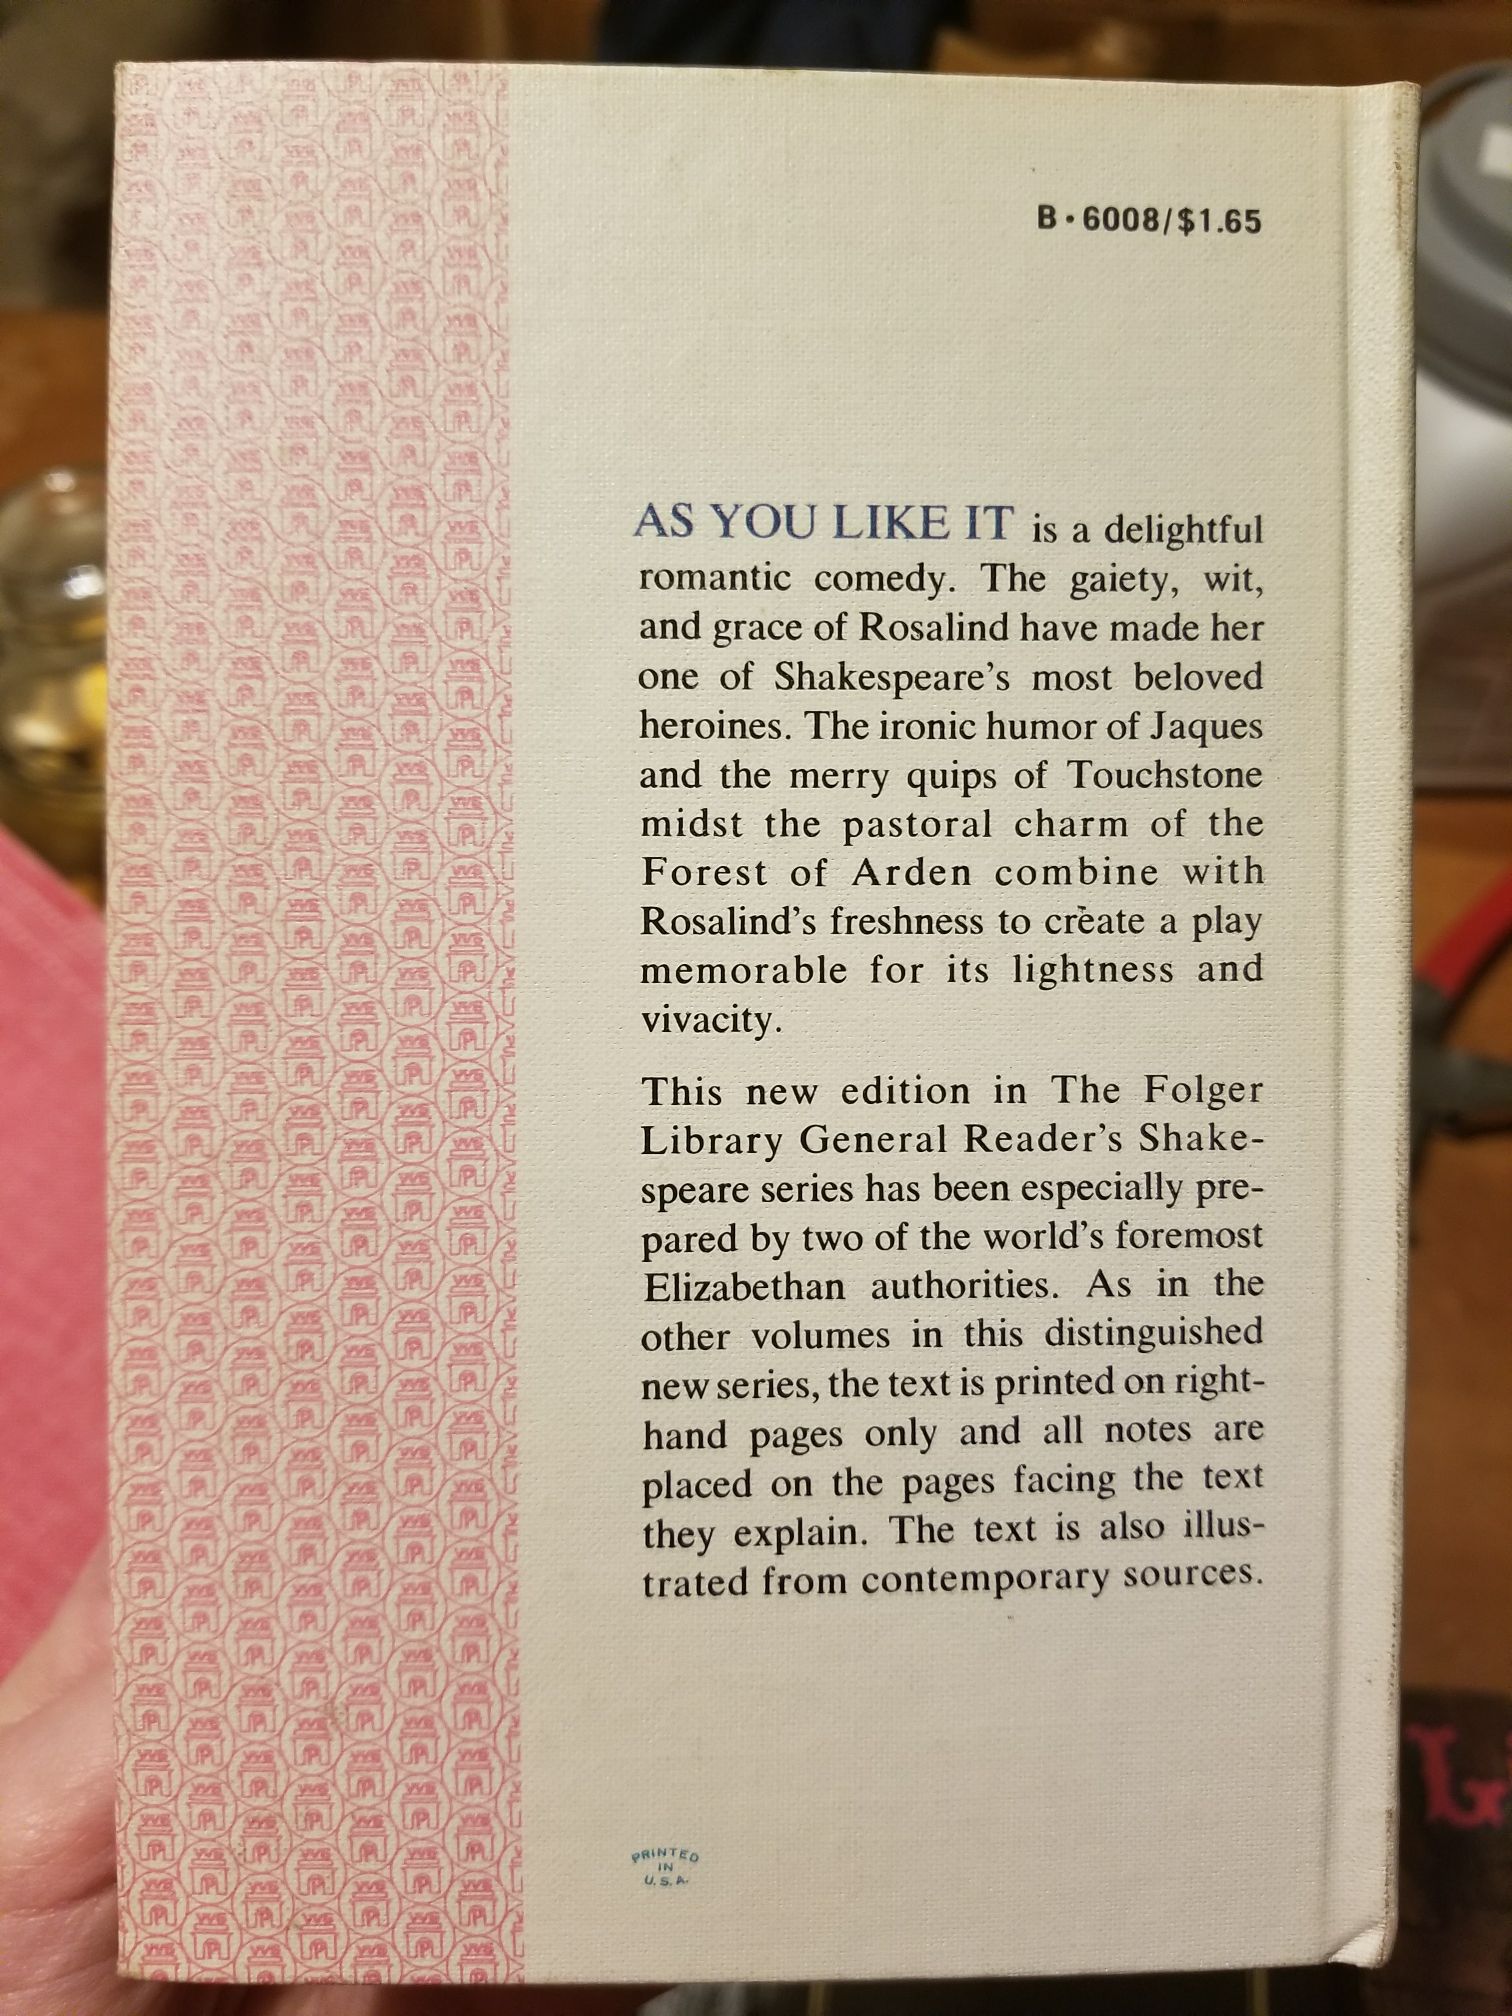 B • 6008/$1.65
AS YOU LIKE IT is a delightful
romantic comedy. The gaiety, wit,
and grace of Rosalind have made her
one of Shakespeare's most beloved
heroines. The ironic humor of Jaques
and the merry quips of Touchstone
midst the pastoral charm of the
Forest of Arden combine with
Rosalind's freshness to create a play
memorable for its lightness and
vivacity.
This new edition in The Folger
Library General Reader's Shake-
speare series has been especially pre-
pared by two of the world's foremost
Elizabethan authorities. As in the
other volumes in this distinguished
new series, the text is printed on right-
hand pages only and all notes are
placed on the pages facing the text
they explain. The text is also illus-
trated from contemporary sources.
PRINTED
IN
U.S.A.